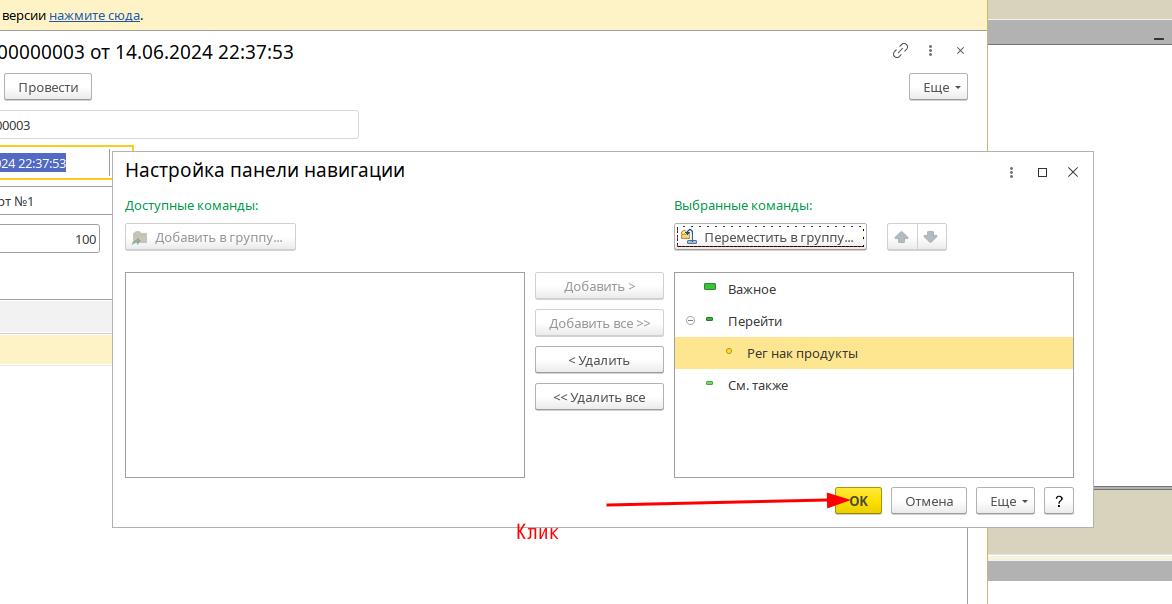 версии нажмите сюда.
00000003 от 14.06.2024 22:37:53
Провести
Еще
00003
024 22:37:53
рт №1
100
Настройка панели навигации
Доступные команды:
Выбранные команды:
Добавить в группу...
Переместить в группу...
Добавить >
Добавить все >>
< Удалить
<< Удалить все
Важное
Перейти
Рег нак продукты
См. также
OK
Отмена
Еще
?
Клик